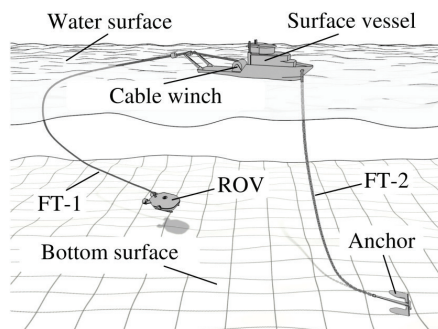 Water surface
Surface vessel
Cable winch
FT-1
ROV
FT-2
Bottom surface
Anchor